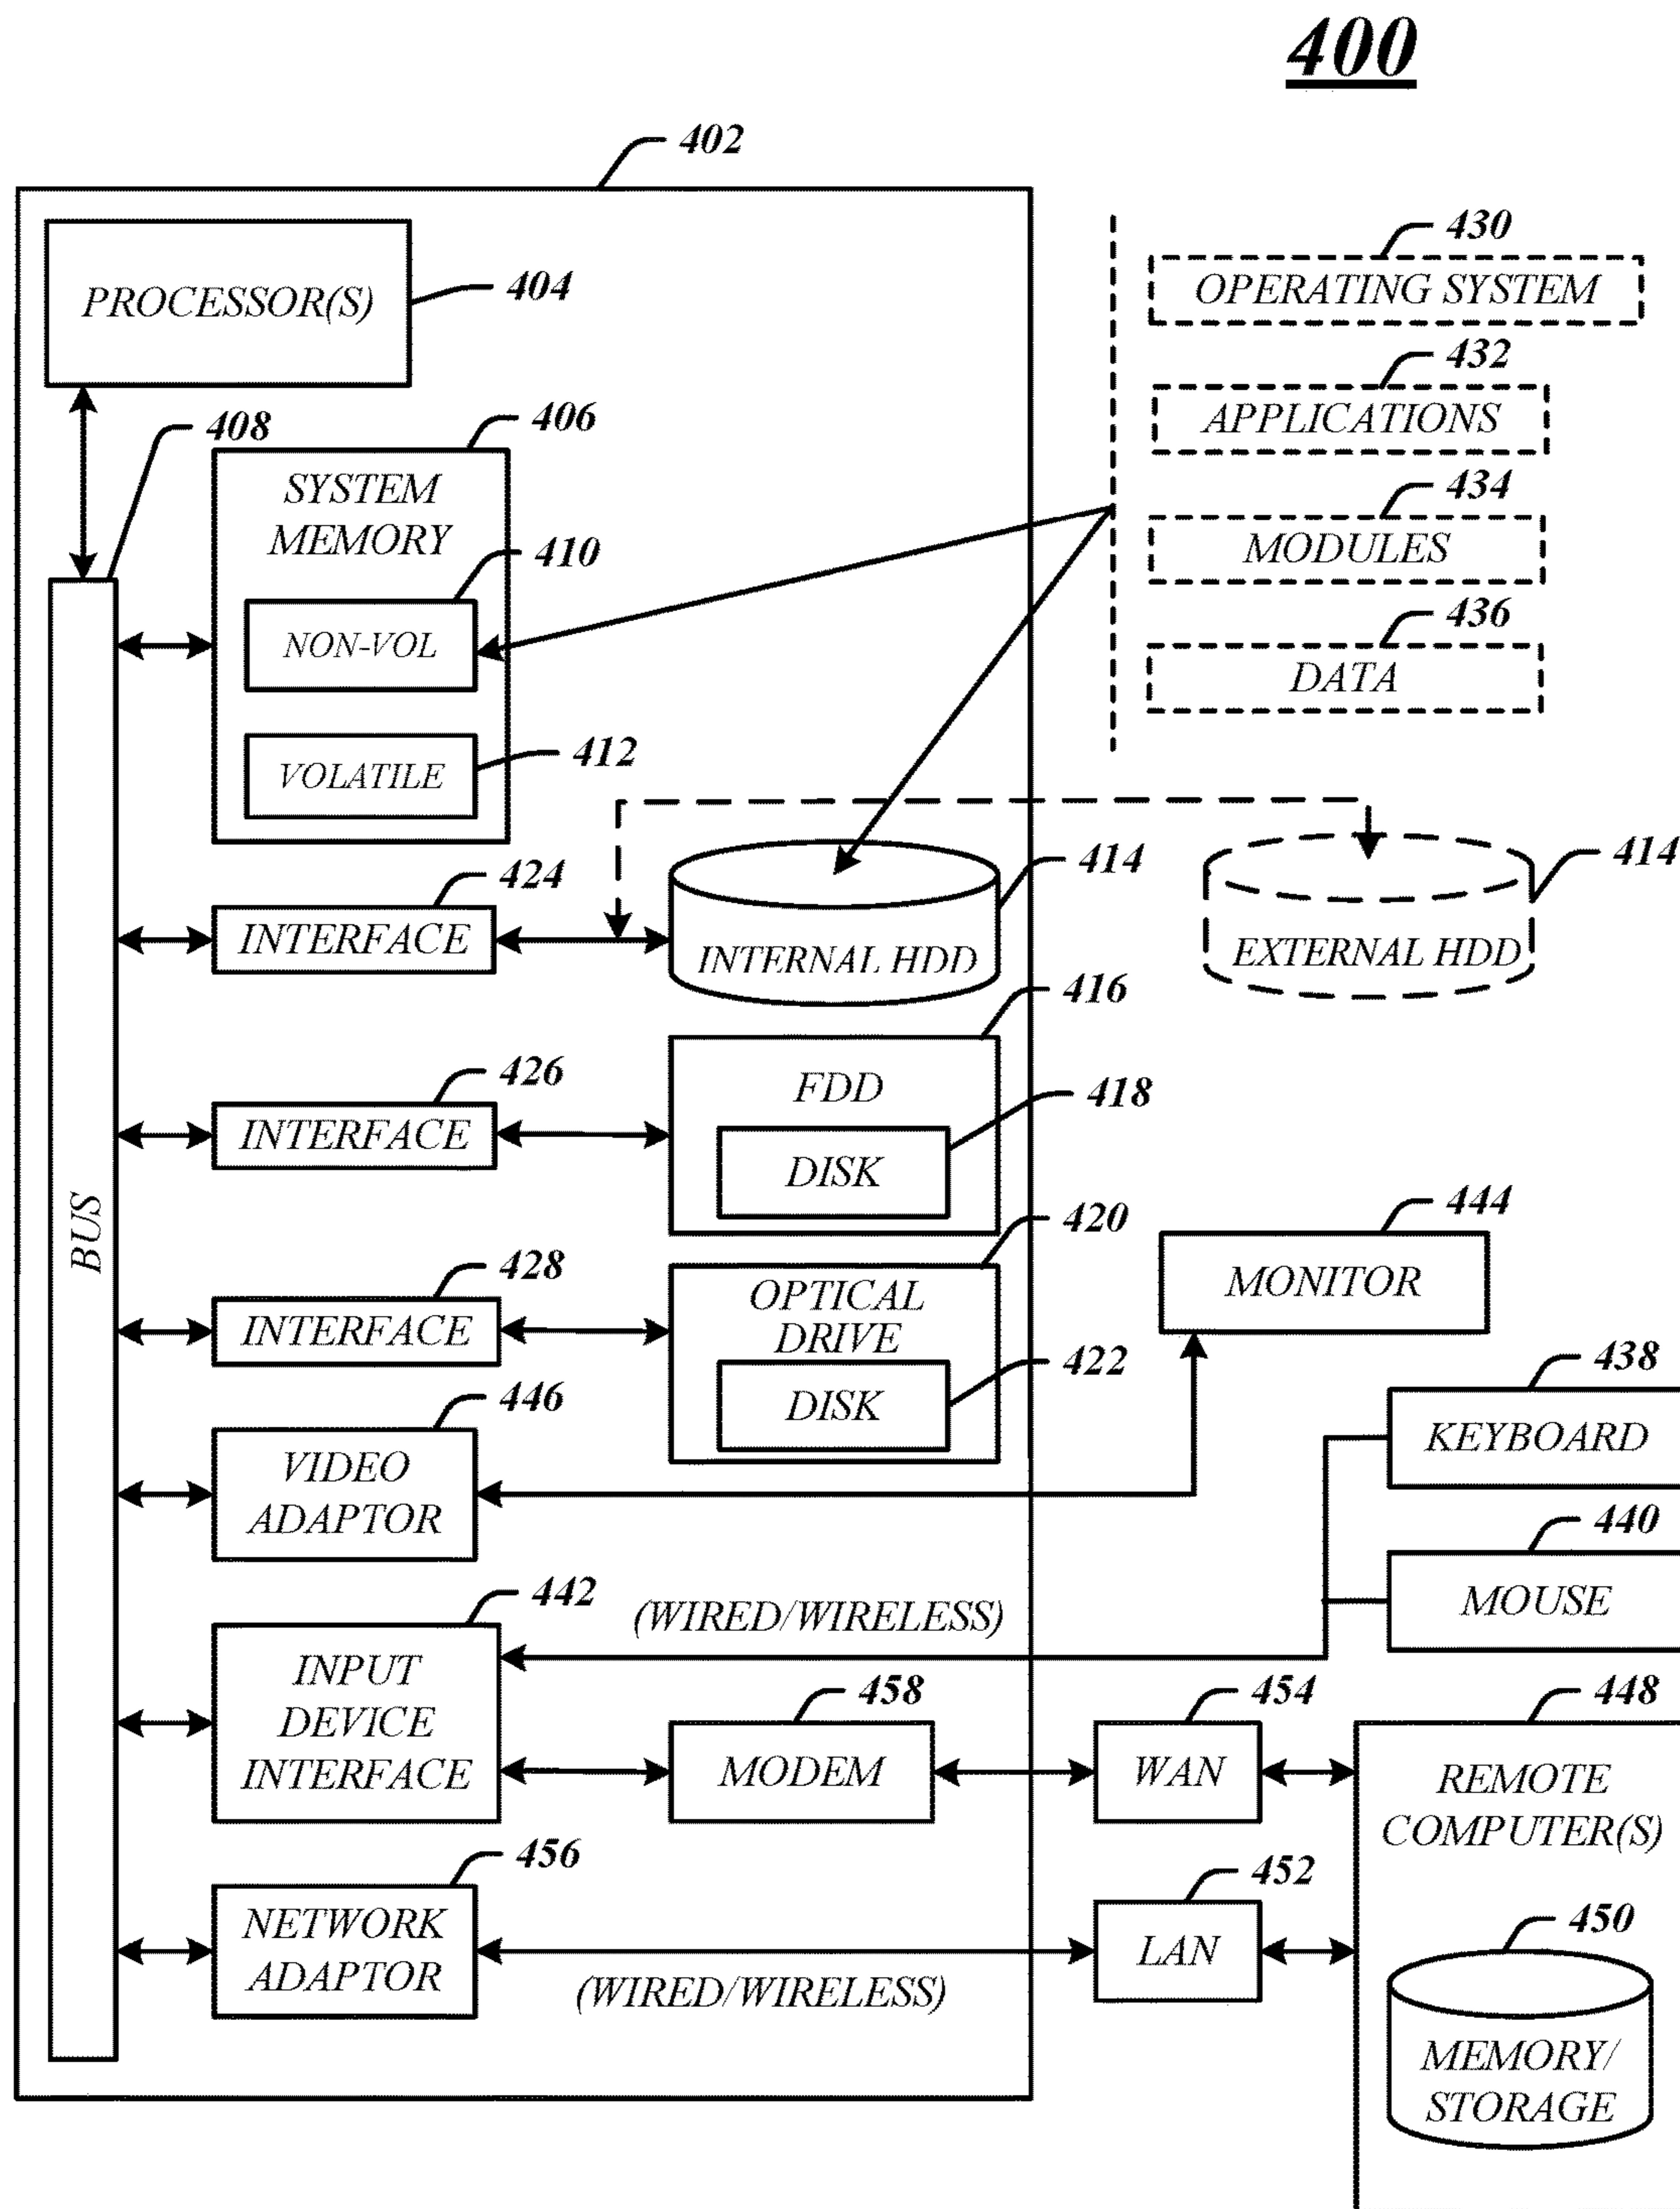 400
402
PROCESSOR(S)
404
430
OPERATING SYSTEM
432
APPLICATIONS
434
MODULES
436
DATA
408
406
SYSTEM
MEMORY
410
NON-VOL
412
VOLATILE
BUS
424
INTERFACE
414
INTERNAL HDD
414
EXTERNAL HDD
426
INTERFACE
416
FDD
418
DISK
428
INTERFACE
420
OPTICAL
DRIVE
422
DISK
444
MONITOR
446
VIDEO
ADAPTOR
438
KEYBOARD
440
MOUSE
442
INPUT
DEVICE
INTERFACE
(WIRED/WIRELESS)
458
MODEM
454
WAN
448
REMOTE
COMPUTER(S)
456
NETWORK
ADAPTOR
(WIRED/WIRELESS)
452
LAN
450
MEMORY/
STORAGE